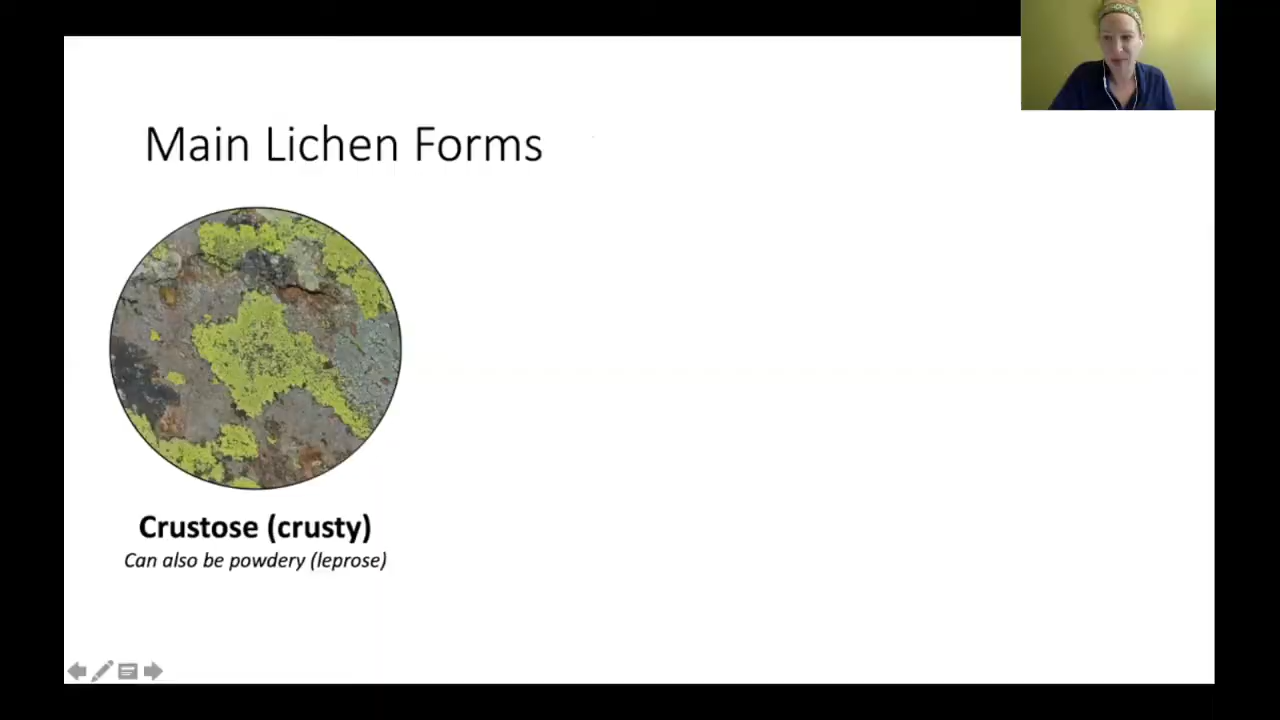 Main Lichen Forms
Crustose (crusty)
Can also be powdery (leprose)